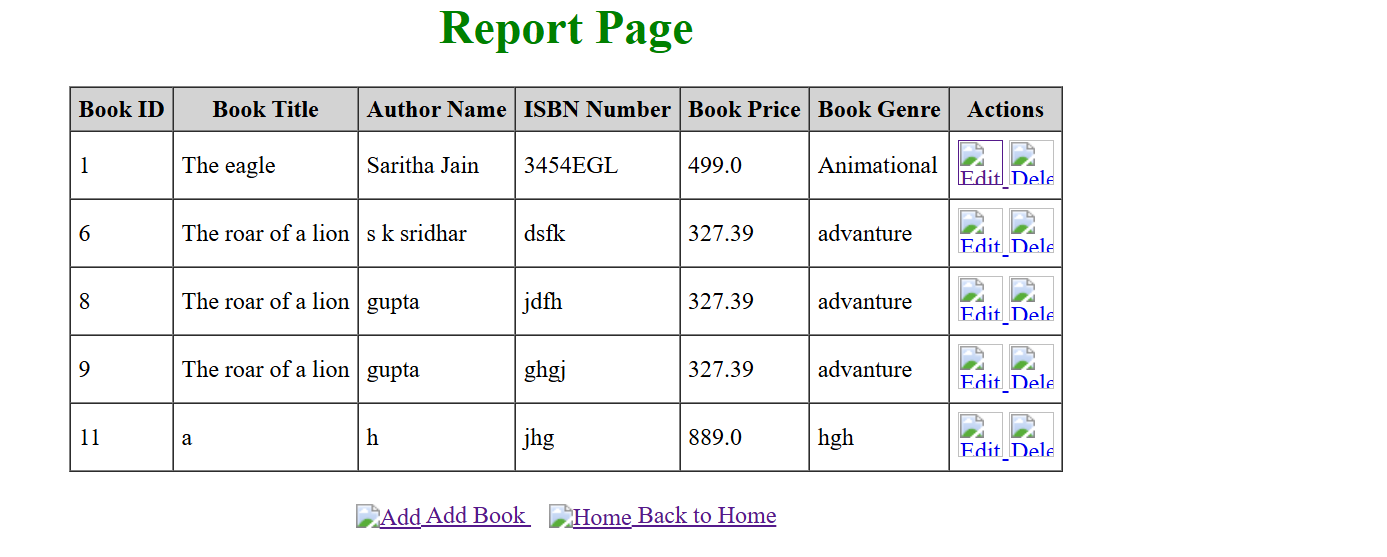 Report Page
Book ID Book Title Author Name ISBN Number Book Price Book Genre Actions
1 The eagle Saritha Jain 3454EGL 499.0 Animational Edit Dele
6 The roar of a lion s k sridhar dsfk 327.39 advanture Edit Dele
8 The roar of a lion gupta jdfh 327.39 advanture Edit Dele
9 The roar of a lion gupta ghgj 327.39 advanture Edit Dele
11 a h jhg 889.0 hgh Edit Dele
Add Add Book Home Back to Home